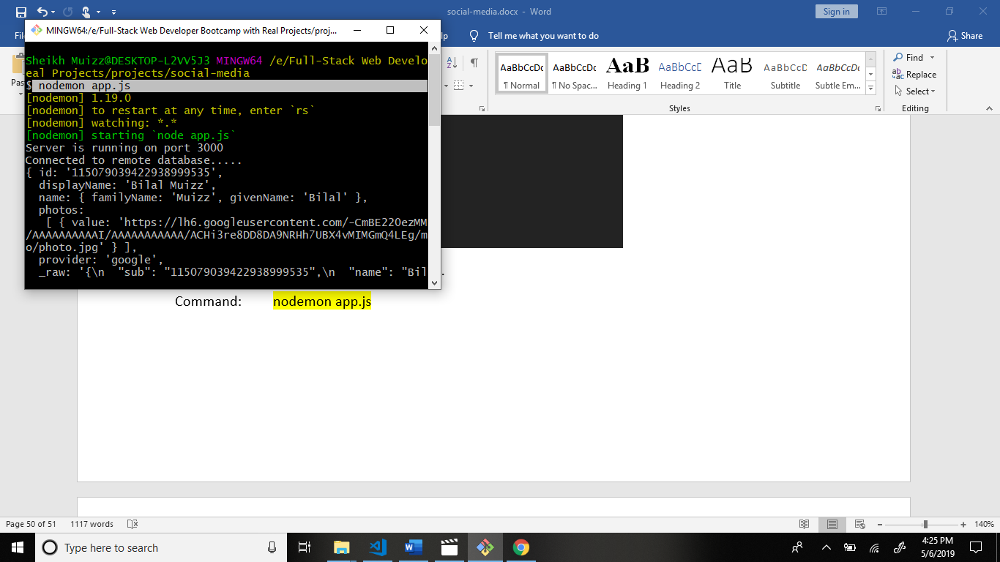 social-media.docx - Word
Sign in
MINGW64:/e/Full-Stack Web Developer Bootcamp with Real Projects/proj...
Tell me what you want to do
Share
Sheikh Muizz@DESKTOP-L2VV5J3 MINGW64 /e/Full-Stack Web Develo
eal Projects/projects/social-media
$ nodemon app.js
[nodemon] 1.19.0
[nodemon] to restart at any time, enter `rs`
[nodemon] watching: *.*
[nodemon] starting `node app.js`
Server is running on port 3000
Connected to remote database.....
{ id: '115079039422938999535',
displayName: 'Bilal Muizz',
name: { familyName: 'Muizz', givenName: 'Bilal' },
photos:
[ { value: 'https://lh6.googleusercontent.com/-CmBE22OezMM
/AAAAAAAAAAI/AAAAAAAAAAA/ACHi3re8DD8DA9NRHh7UBX4vMIMGmQ4LEg/m
o/photo.jpg' } ],
provider: 'google',
_raw: '{\n "sub": "115079039422938999535",\n "name": "Bil
AaBbCcDc AaBbCcDc AaB AaBbCcD AaB AaBbCcD AaBbCcDc
¶ Normal ¶ No Spac... Heading 1 Heading 2 Title Subtitle Subtle Em...
Styles
Find
Replace
Select
Editing
Command: nodemon app.js
Page 50 of 51 1117 words
140%
Type here to search
4:25 PM
5/6/2019